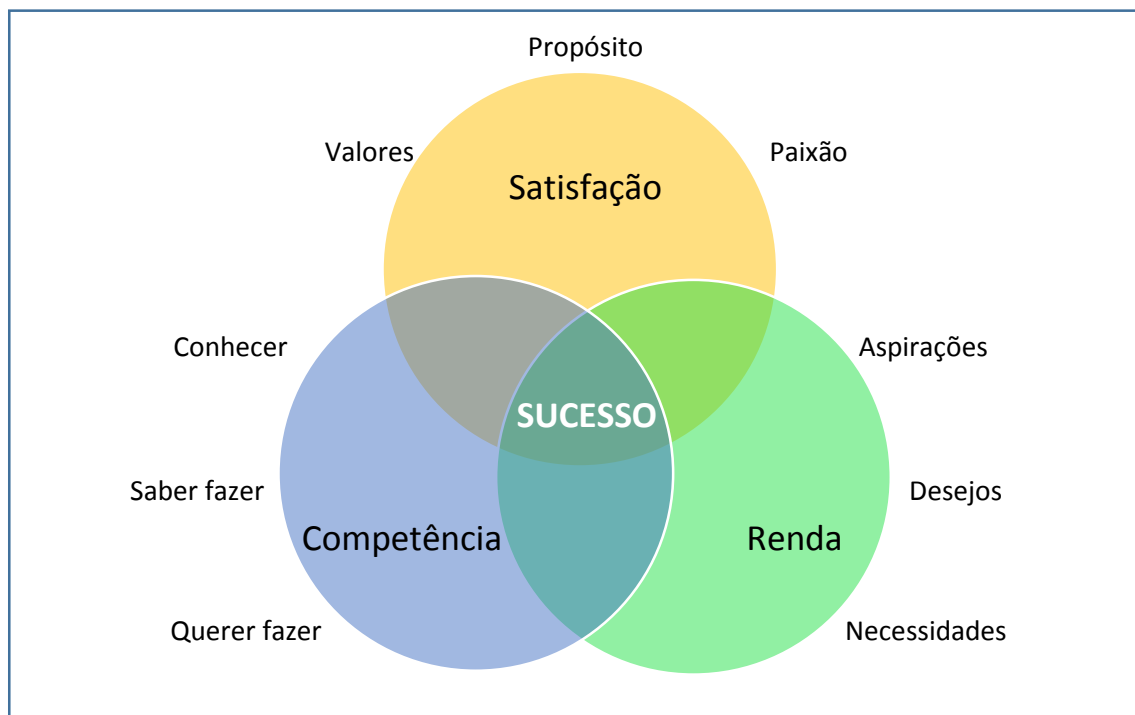 Propósito
Valores
Paixão
Satisfação
Conhecer
Aspirações
SUCESSO
Saber fazer
Desejos
Competência
Renda
Querer fazer
Necessidades